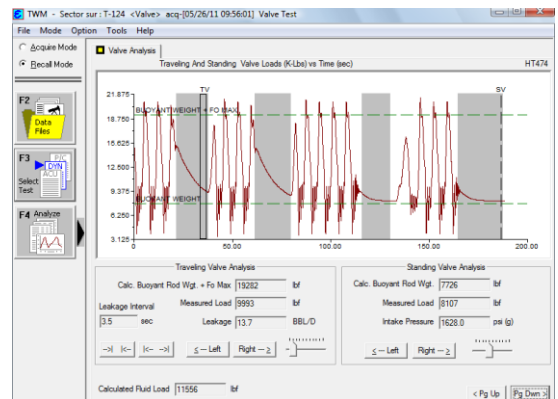 TWM - Sector sur : T-124 <Valve> acq-[05/26/11 09:56:01] Valve Test
File Mode Option Tools Help
Acquire Mode
Recall Mode
F2
Data
Files
F3
Select
Test
P/C
DYN
ACU
F4 Analyze
Valve Analysis
Traveling And Standing Valve Loads (K-Lbs) vs Time (sec)
HT474
TV
SV
21.875
BUOYANT WEIGHT + FO MAX
18.750
15.625
12.500
9.375
BUOYANT WEIGHT
6.250
3.125
0 50.00 100.00 150.00 200.00
Traveling Valve Analysis
Calc. Buoyant Rod Wgt. + Fo Max 19282 lbf
Leakage Interval
3.5 sec
Measured Load 9993 lbf
Leakage 13.7 BBL/D
->| |<- |<- ->|
<-- Left
Right -->
Standing Valve Analysis
Calc. Buoyant Rod Wgt. 7726 lbf
Measured Load 8107 lbf
Intake Pressure 1628.0 psi (g)
<-- Left
Right -->
Calculated Fluid Load 11556 lbf
< Pg Up
Pg Dwn >